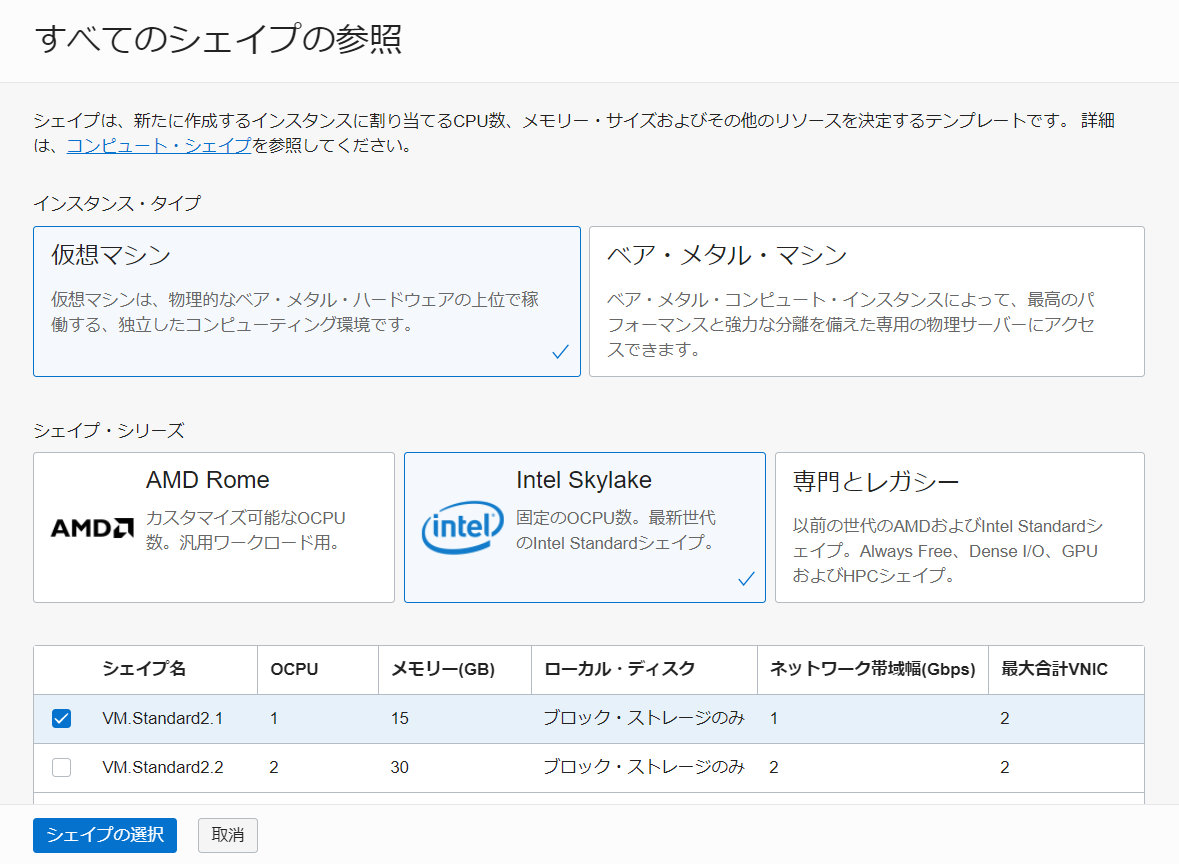 すべてのシェイプの参照
シェイプは、新たに作成するインスタンスに割り当てるCPU数、メモリー・サイズおよびその他のリソースを決定するテンプレートです。 詳細
は、コンピュート・シェイプを参照してください。
インスタンス・タイプ
仮想マシン
仮想マシンは、物理的なベア・メタル・ハードウェアの上位で稼
働する、独立したコンピューティング環境です。
ベア・メタル・マシン
ベア・メタル・コンピュート・インスタンスによって、最高のパ
フォーマンスと強力な分離を備えた専用の物理サーバーにアクセ
スできます。
シェイプ・シリーズ
AMD
AMD Rome
カスタマイズ可能なOCPU
数。汎用ワークロード用。
intel
Intel Skylake
固定のOCPU数。最新世代
のIntel Standardシェイプ。
専門とレガシー
以前の世代のAMDおよびIntel Standardシ
ェイプ。Always Free、Dense I/O、GPU
およびHPCシェイプ。
シェイプ名 OCPU メモリー(GB) ローカル・ディスク ネットワーク帯域幅(Gbps) 最大合計VNIC
VM.Standard2.1 1 15 ブロック・ストレージのみ 1 2
VM.Standard2.2 2 30 ブロック・ストレージのみ 2 2
シェイプの選択 取消